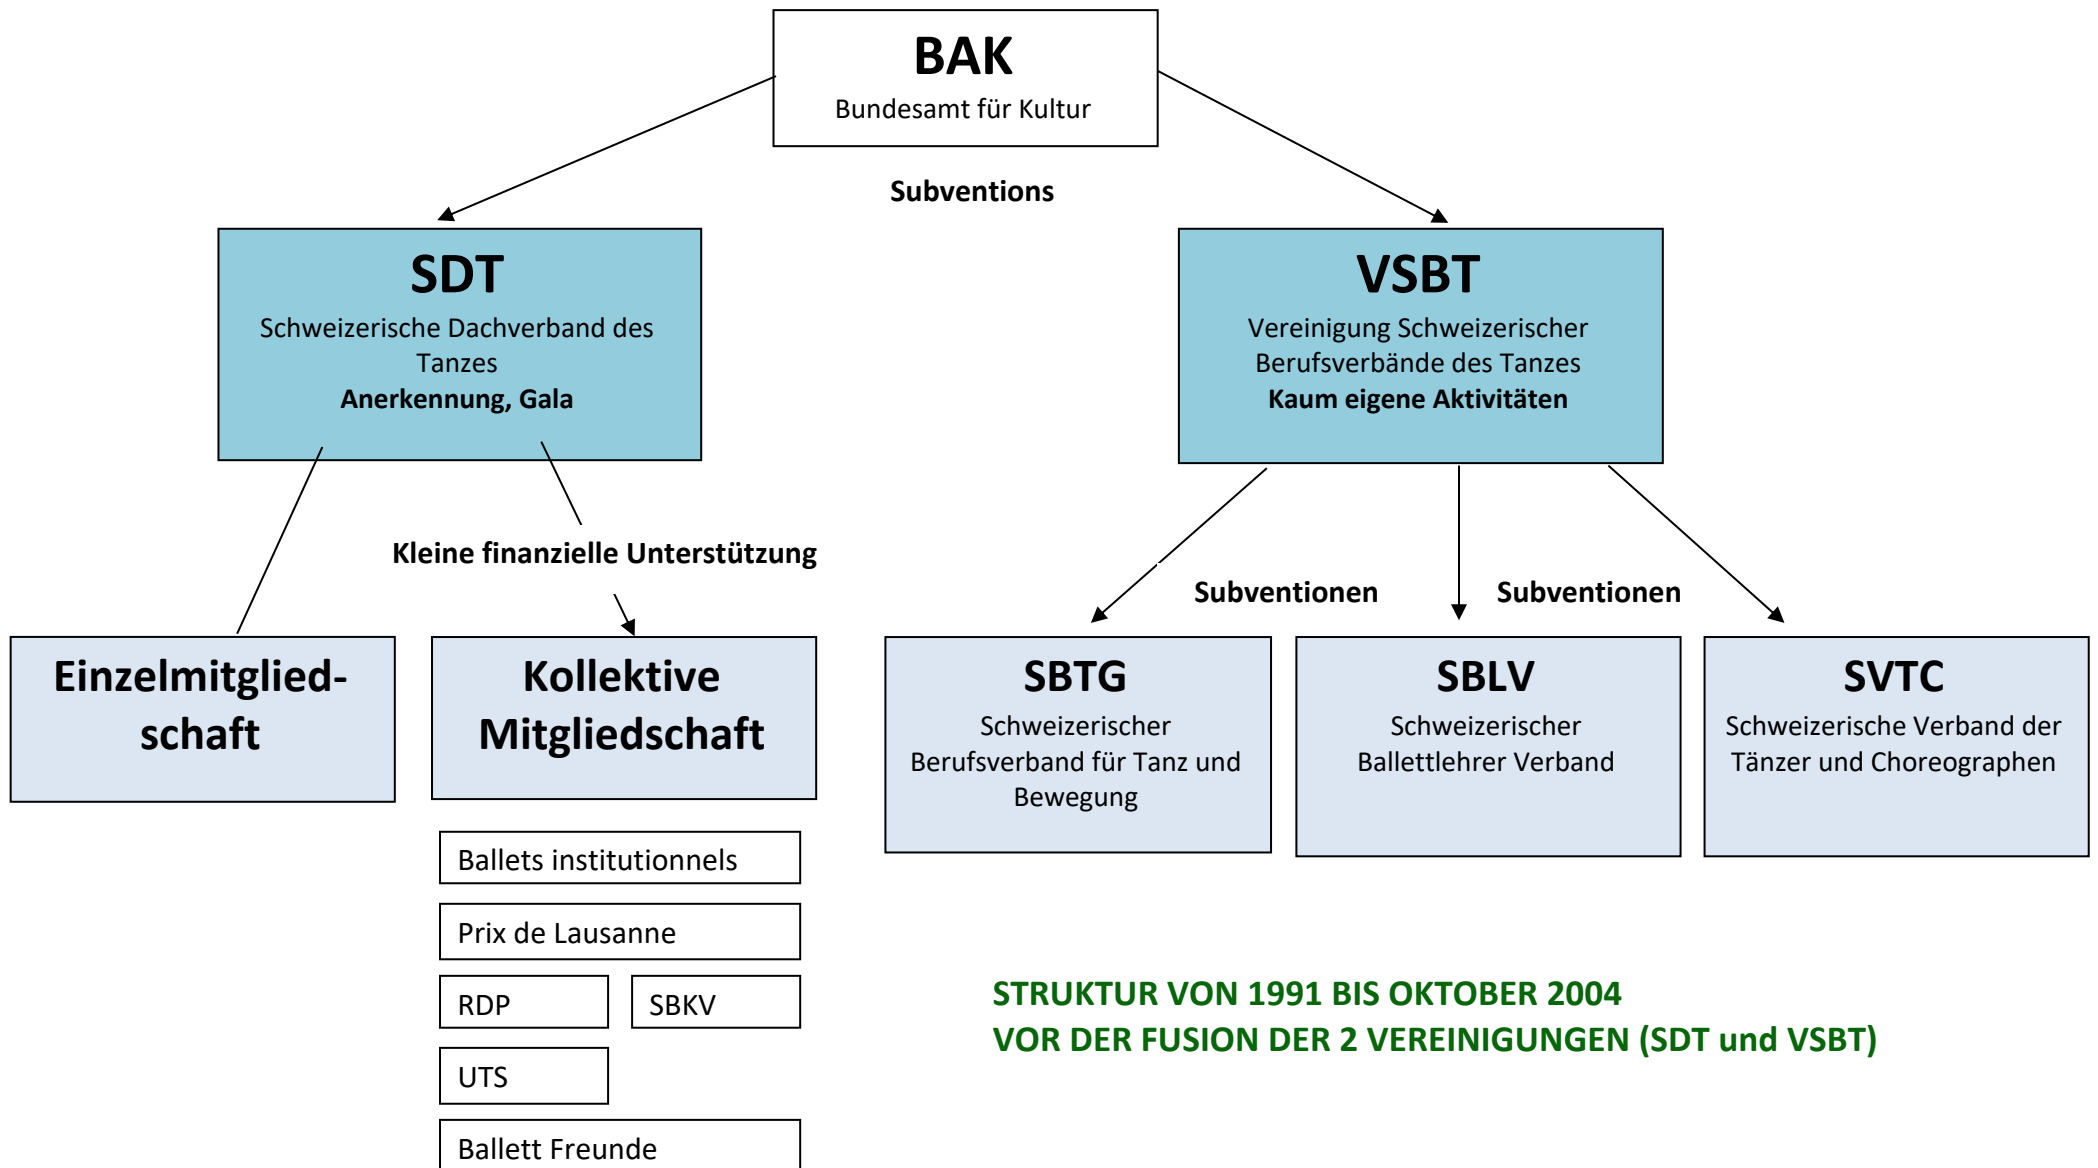 BAK
Bundesamt für Kultur
Subventions
SDT
Schweizerische Dachverband des
Tanzes
Anerkennung, Gala
VSBT
Vereinigung Schweizerischer
Berufsverbände des Tanzes
Kaum eigene Aktivitäten
Kleine finanzielle Unterstützung
Subventionen
Subventionen
Einzelmitglied-
schaft
Kollektive
Mitgliedschaft
SBTG
Schweizerischer
Berufsverband für Tanz und
Bewegung
SBLV
Schweizerischer
Ballettlehrer Verband
SVTC
Schweizerische Verband der
Tänzer und Choreographen
Ballets institutionnels
Prix de Lausanne
RDP
SBKV
UTS
Ballett Freunde
STRUKTUR VON 1991 BIS OKTOBER 2004
VOR DER FUSION DER 2 VEREINIGUNGEN (SDT und VSBT)